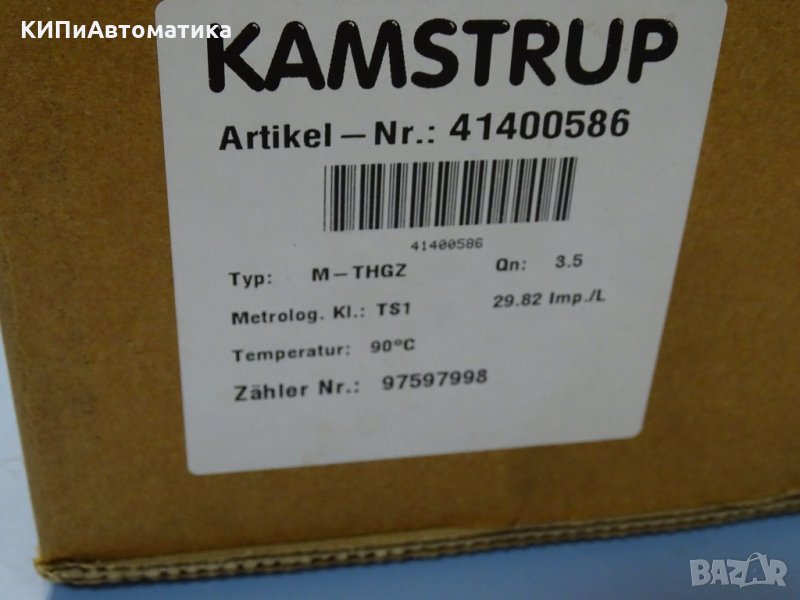 КИПиАвтоматика
KAMSTRUP
Artikel – Nr.: 41400586
41400586
Typ: M – THGZ Qn: 3.5
Metrolog. Kl.: TS1 29.82 Imp./L
Temperatur: 90°C
Zähler Nr.: 97597998
BAZAR